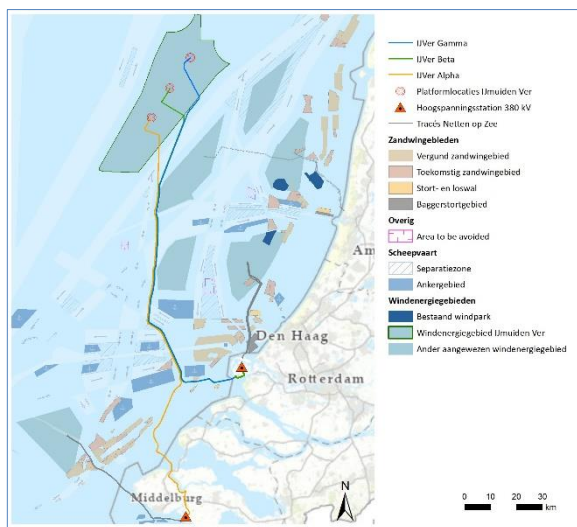 IJVer Gamma
IJVer Beta
IJVer Alpha
Platformlocaties IJmuiden Ver
Hoogspanningsstation 380 kV
Tracés Netten op Zee
Zandwingebieden
Vergund zandwingebied
Toekomstig zandwingebied
Stort- en loswal
Baggerstortgebied
Overig
Area to be avoided
Scheepvaart
Separatiezone
Ankergebied
Windenergiegebieden
Bestaand windpark
Windenergiegebied IJmuiden Ver
Ander aangewezen windenergiegebied
Am
Den Haag
Rotterdam
Middelburg
N
0 10 20 30
km